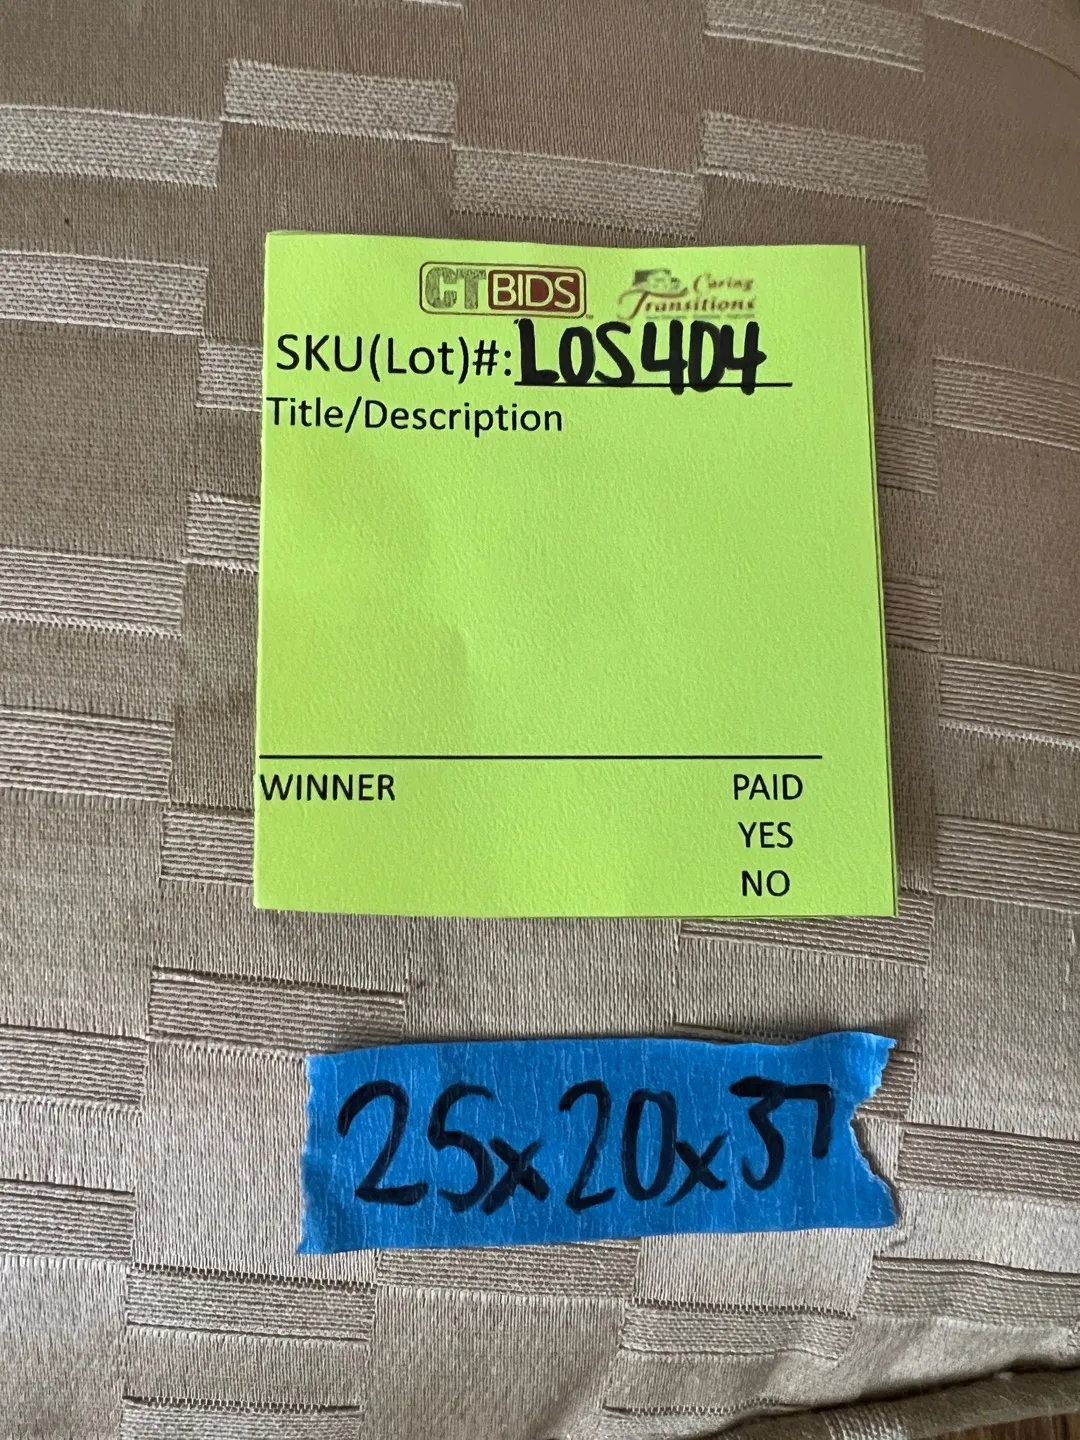 CTBIDS
Caring
Transitions
SKU(Lot)#: LOS404
Title/Description
WINNER PAID
YES
NO
25x20x37